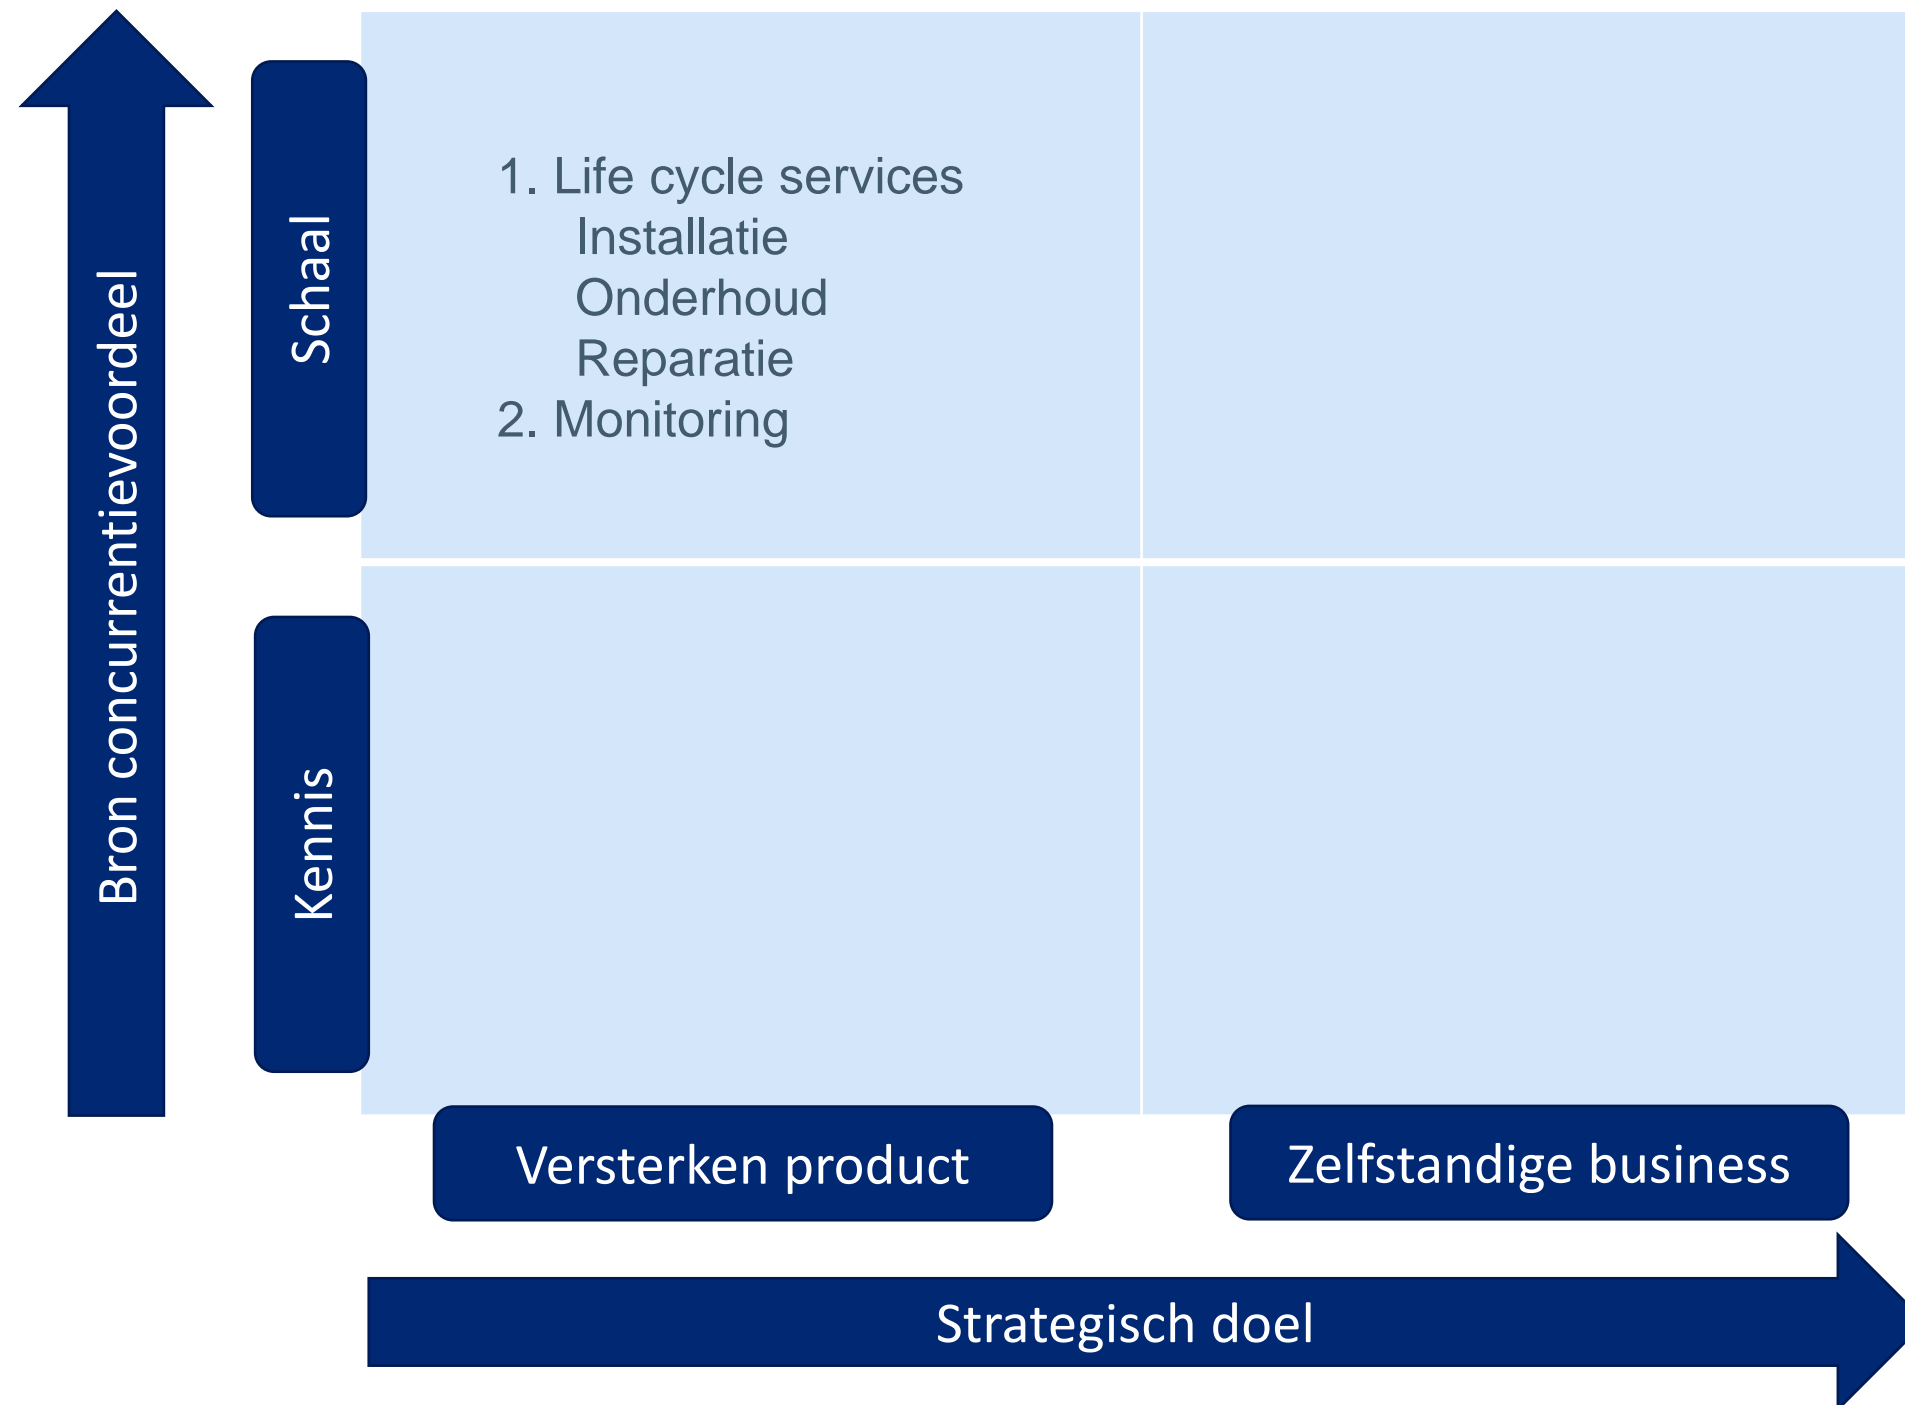 Bron concurrentievoordeel
Schaal
1. Life cycle services
Installatie
Onderhoud
Reparatie
2. Monitoring
Kennis
Versterken product
Zelfstandige business
Strategisch doel